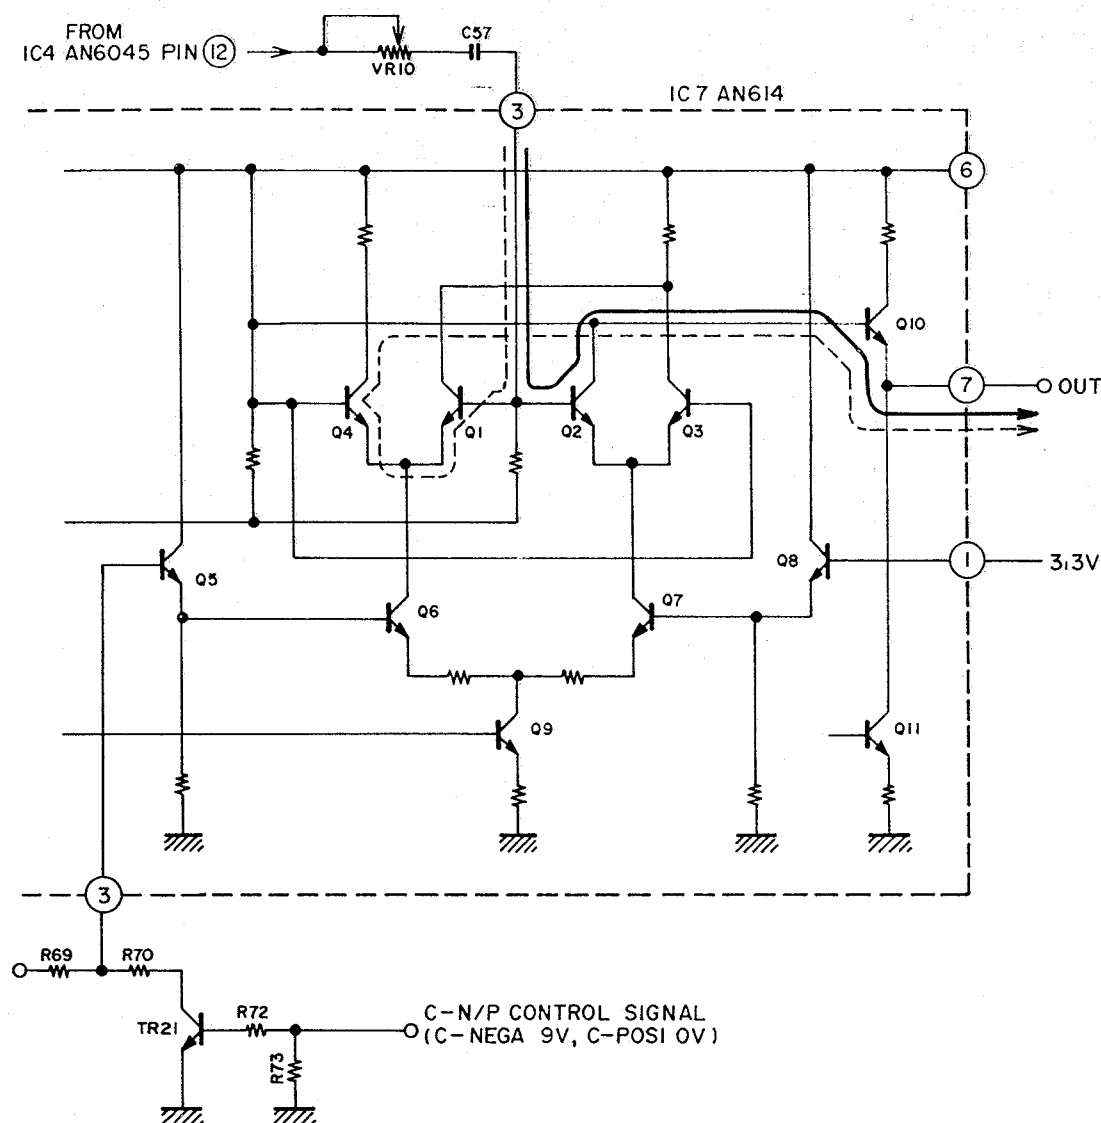 FROM
IC4 AN6045 PIN 12
C57
VR10
3
IC7 AN614
6
Q10
7
OUT
Q4
Q1
Q2
Q3
1
3.3V
Q5
Q8
Q6
Q7
Q9
Q11
3
R69
R70
TR21
R72
R73
C-N/P CONTROL SIGNAL
(C-NEGA 9V, C-POSI 0V)